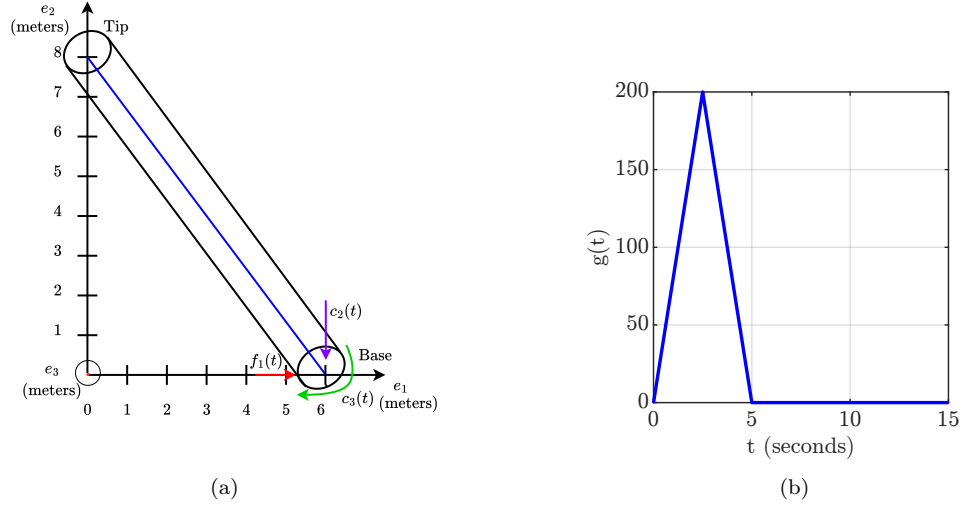 e₂
(meters)
Tip
8
7
6
5
4
3
2
1
c₂(t)
f₁(t)
Base
e₃
(meters)
e₁
(meters)
c₃(t)
0 1 2 3 4 5 6
(a)
200
150
100
50
0
g(t)
0 5 10 15
t (seconds)
(b)